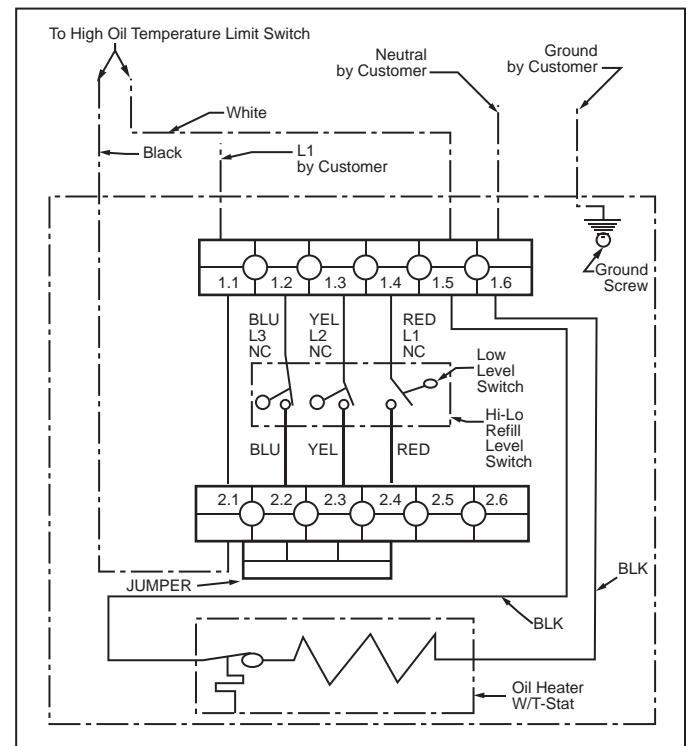 To High Oil Temperature Limit Switch
Neutral
by Customer
Ground
by Customer
White
Black
L1
by Customer
Ground
Screw
1.1 1.2 1.3 1.4 1.5 1.6
BLU
L3
NC
YEL
L2
NC
RED
L1
NC
Low
Level
Switch
Hi-Lo
Refill
Level
Switch
BLU YEL RED
2.1 2.2 2.3 2.4 2.5 2.6
JUMPER
BLK
BLK
Oil Heater
W/T-Stat